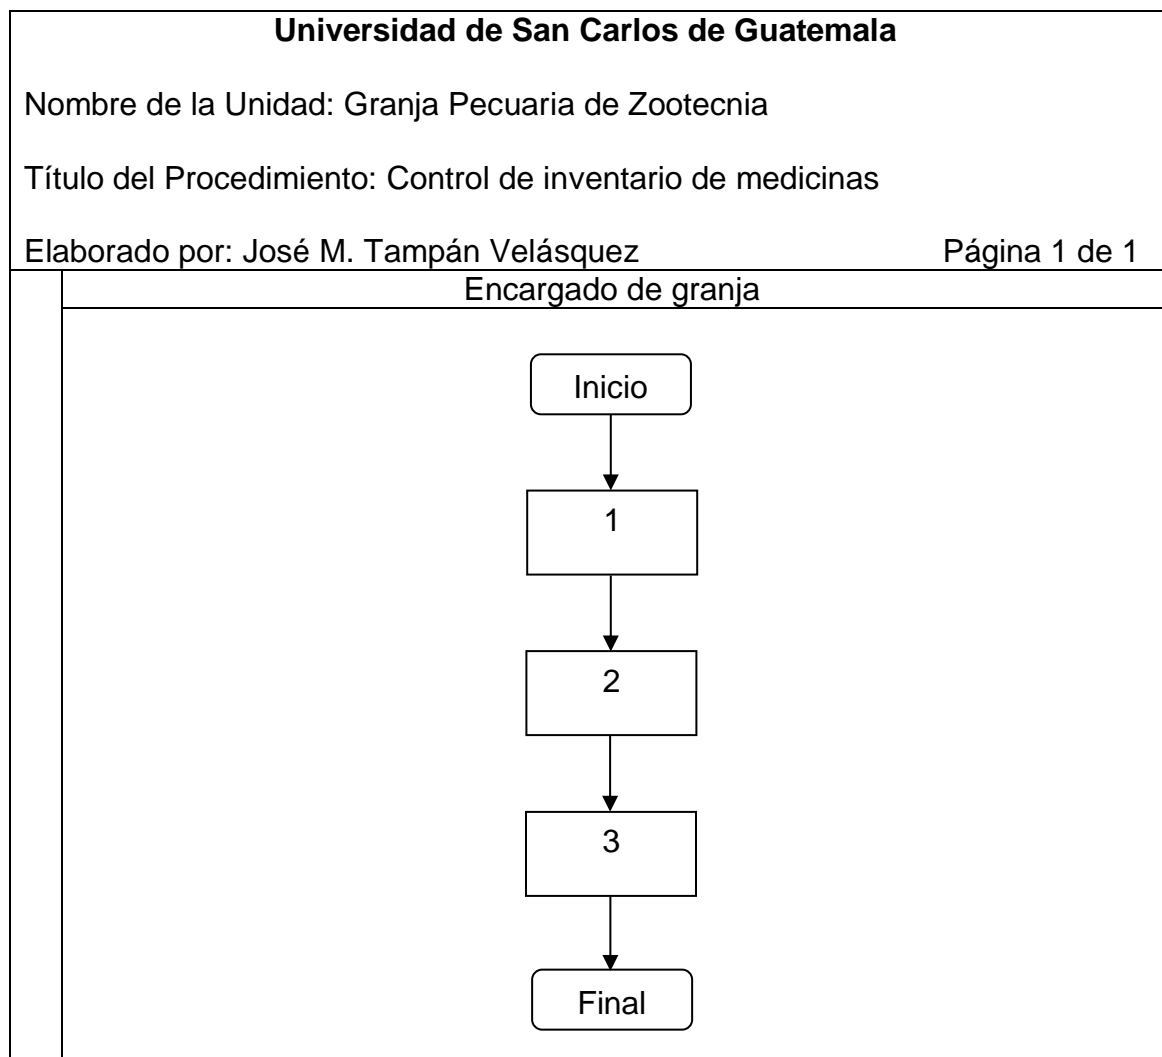 Universidad de San Carlos de Guatemala
Nombre de la Unidad: Granja Pecuaria de Zootecnia
Título del Procedimiento: Control de inventario de medicinas
Elaborado por: José M. Tampán Velásquez Página 1 de 1
Encargado de granja
Inicio
1
2
3
Final